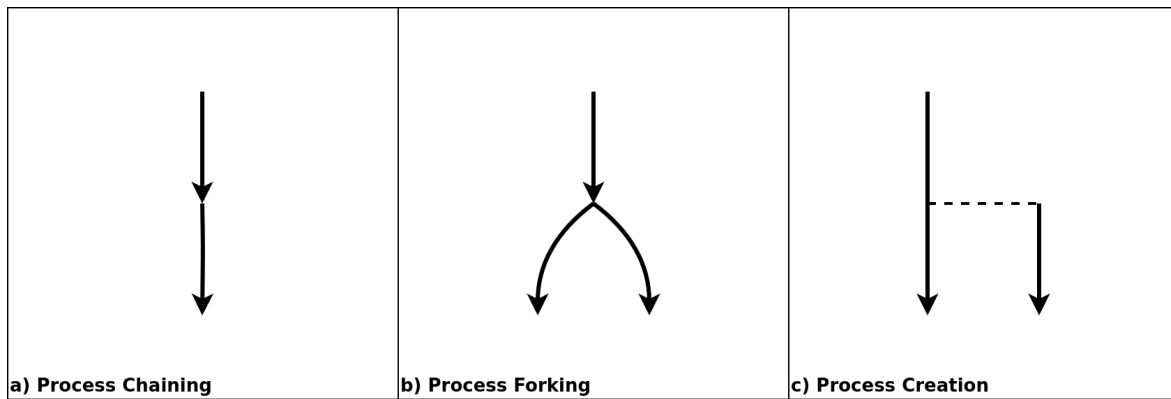 a) Process Chaining
b) Process Forking
c) Process Creation